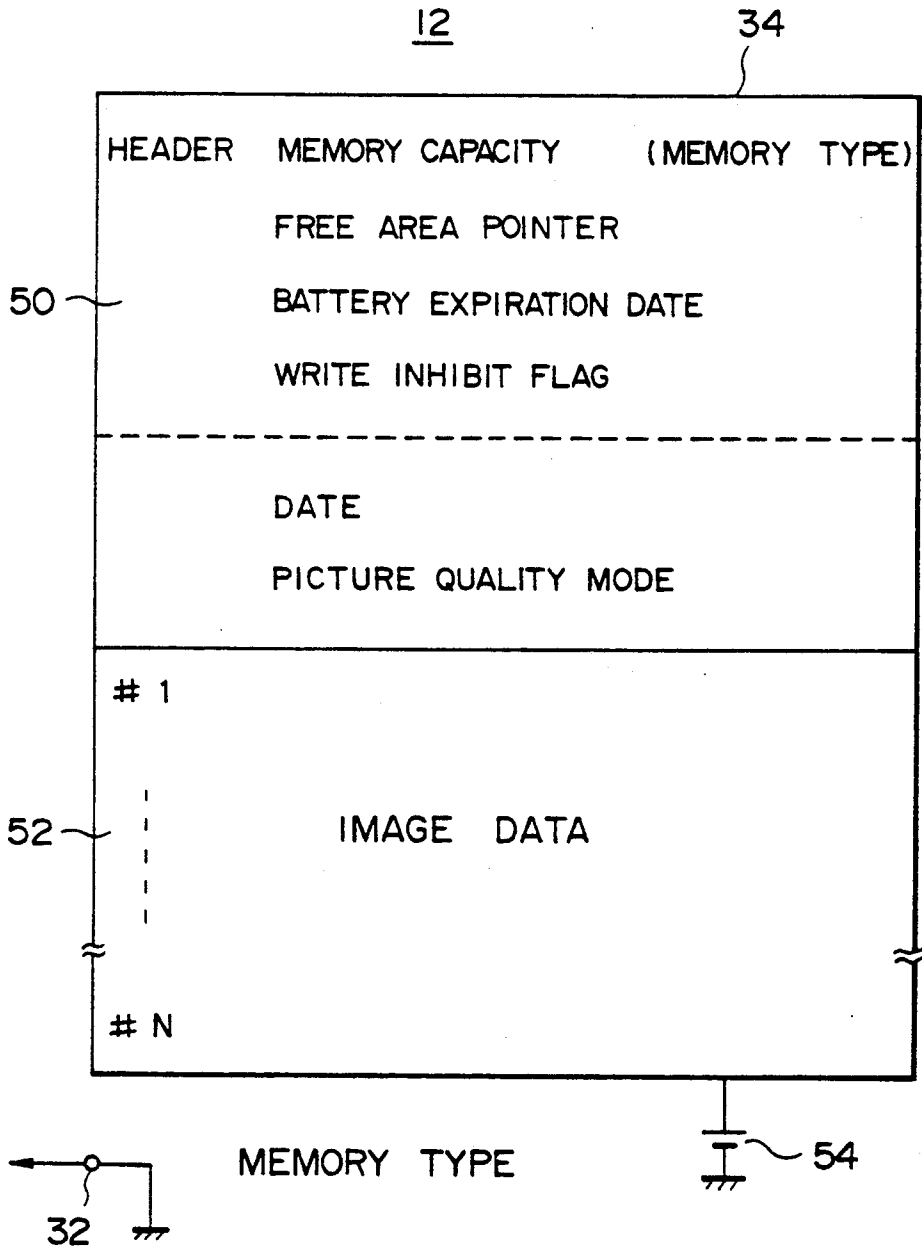 12
34
HEADER MEMORY CAPACITY (MEMORY TYPE)
FREE AREA POINTER
50
BATTERY EXPIRATION DATE
WRITE INHIBIT FLAG
DATE
PICTURE QUALITY MODE
# 1
52
IMAGE DATA
# N
54
MEMORY TYPE
32